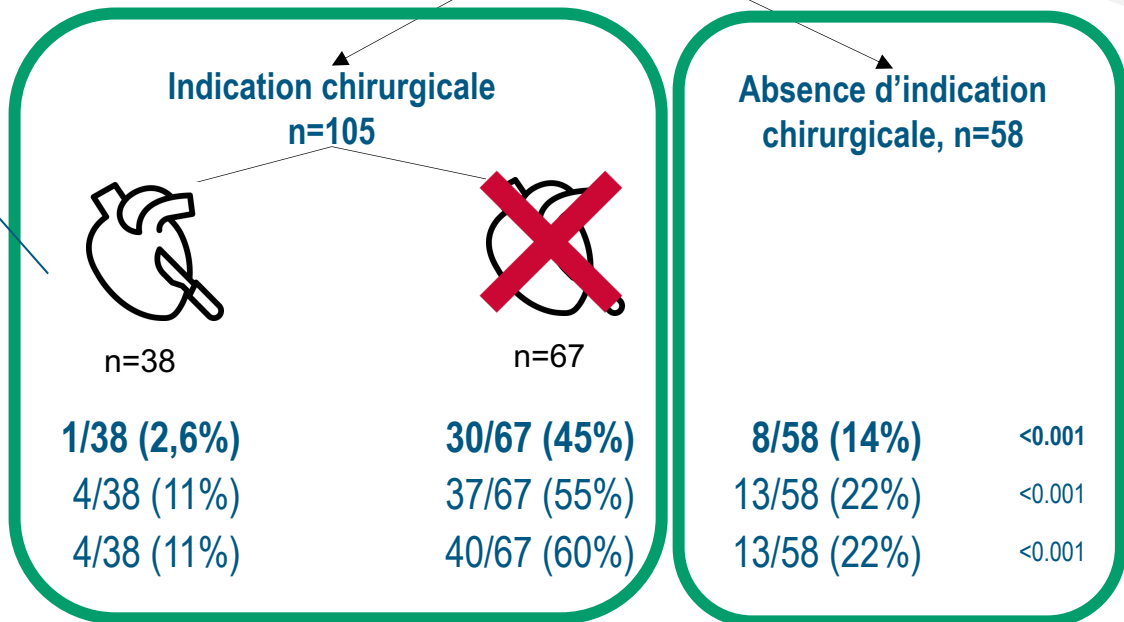 Indication chirurgicale
n=105
Absence d'indication
chirurgicale, n=58
n=38
n=67
1/38 (2,6%) 30/67 (45%) 8/58 (14%) <0.001
4/38 (11%) 37/67 (55%) 13/58 (22%) <0.001
4/38 (11%) 40/67 (60%) 13/58 (22%) <0.001